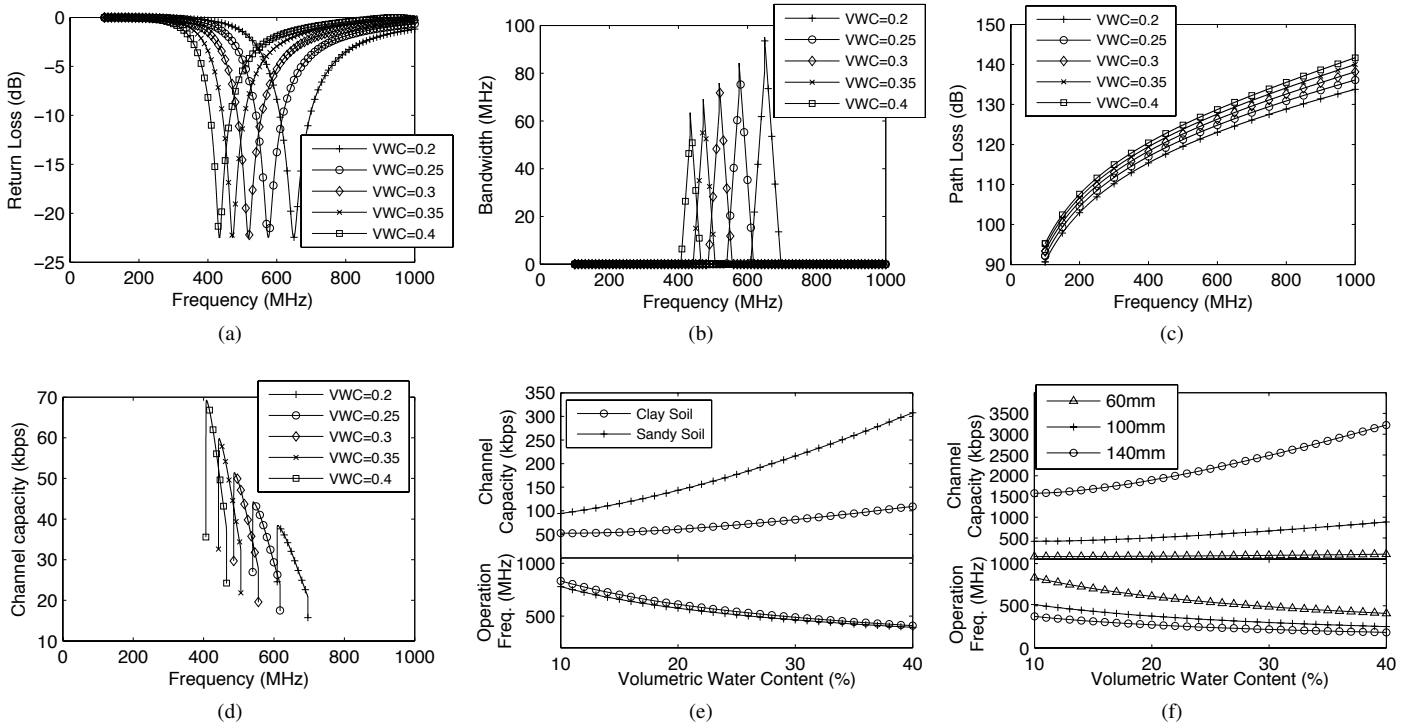 0
−5
−10
−15
−20
−25
Return Loss (dB)
0 200 400 600 800 1000
Frequency (MHz)
VWC=0.2
VWC=0.25
VWC=0.3
VWC=0.35
VWC=0.4
(a)
100
80
60
40
20
0
Bandwidth (MHz)
0 200 400 600 800 1000
Frequency (MHz)
VWC=0.2
VWC=0.25
VWC=0.3
VWC=0.35
VWC=0.4
(b)
150
140
130
120
110
100
90
Path Loss (dB)
0 200 400 600 800 1000
Frequency (MHz)
VWC=0.2
VWC=0.25
VWC=0.3
VWC=0.35
VWC=0.4
(c)
70
60
50
40
30
20
10
Channel capacity (kbps)
0 200 400 600 800 1000
Frequency (MHz)
VWC=0.2
VWC=0.25
VWC=0.3
VWC=0.35
VWC=0.4
(d)
350
300
250
200
150
100
50
Channel
Capacity (kbps)
Clay Soil
Sandy Soil
1000
500
Operation
Freq. (MHz)
10 20 30 40
Volumetric Water Content (%)
(e)
3500
3000
2500
2000
1500
1000
500
Channel
Capacity (kbps)
60mm
100mm
140mm
1000
500
0
Operation
Freq. (MHz)
10 20 30 40
Volumetric Water Content (%)
(f)